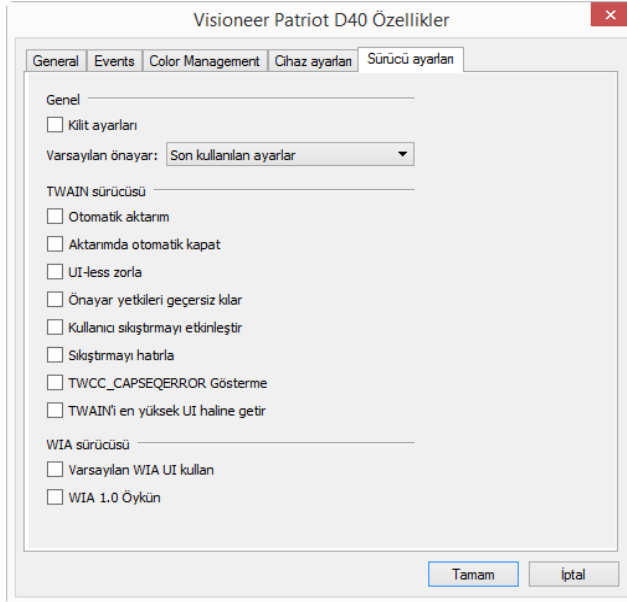 Visioneer Patriot D40 Özellikler
General Events Color Management Cihaz ayarları Sürücü ayarları
Genel
Kilit ayarları
Varsayılan önayar: Son kullanılan ayarlar
TWAIN sürücüsü
Otomatik aktarım
Aktarımda otomatik kapat
UI-less zorla
Önayar yetkileri geçersiz kılar
Kullanıcı sıkıştırmayı etkinleştir
Sıkıştırmayı hatırla
TWCC_CAPSEQERROR Gösterme
TWAIN'i en yüksek UI haline getir
WIA sürücüsü
Varsayılan WIA UI kullan
WIA 1.0 Öykün
Tamam İptal